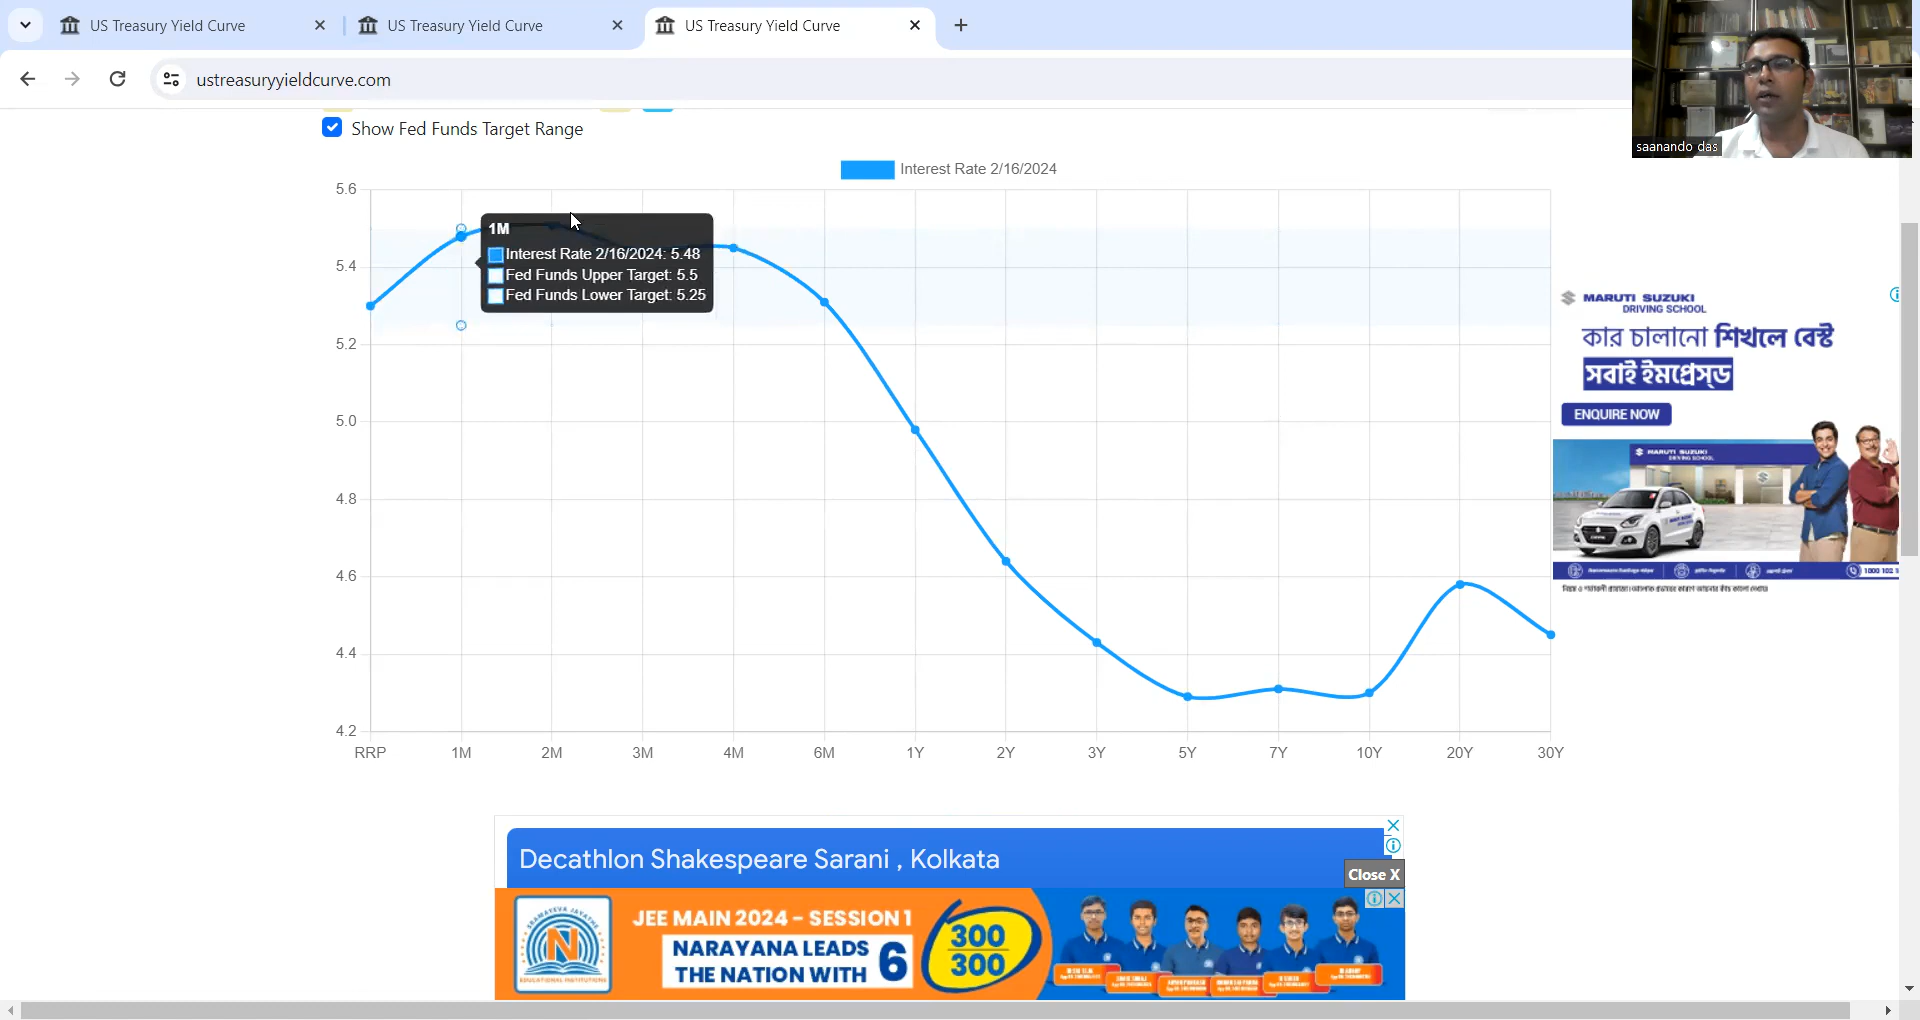 US Treasury Yield Curve
US Treasury Yield Curve
US Treasury Yield Curve
ustreasuryyieldcurve.com
saanando das
Show Fed Funds Target Range
Interest Rate 2/16/2024
5.6
5.4
5.2
5.0
4.8
4.6
4.4
4.2
1M
Interest Rate 2/16/2024: 5.48
Fed Funds Upper Target: 5.5
Fed Funds Lower Target: 5.25
RRP 1M 2M 3M 4M 6M 1Y 2Y 3Y 5Y 7Y 10Y 20Y 30Y
MARUTI SUZUKI
DRIVING SCHOOL
কার চালানো শিখলে বেস্ট
সবাই ইমপ্রেস্ড
ENQUIRE NOW
MARUTI SUZUKI
DRIVING SCHOOL
Decathlon Shakespeare Sarani , Kolkata
Close X
JEE MAIN 2024 - SESSION 1
NARAYANA LEADS
THE NATION WITH 6
300
300
N